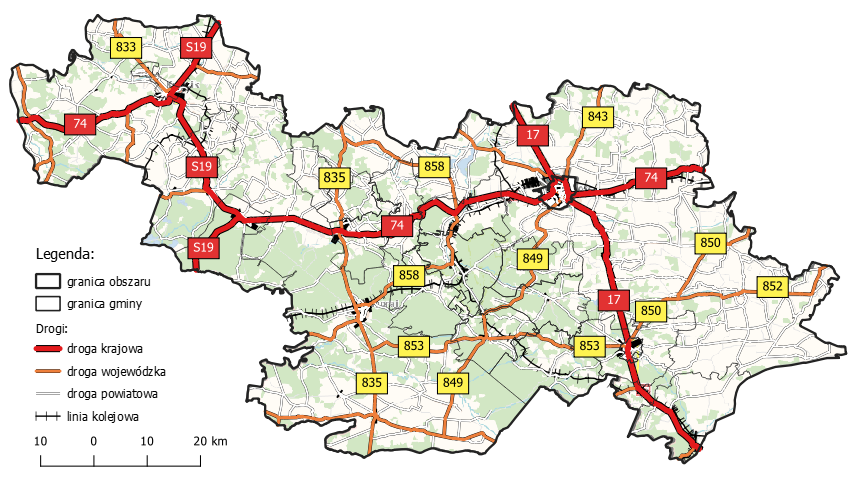 833
S19
74
S19
S19
835
858
74
858
17
843
74
849
850
852
17
850
853
853
835
849
Legenda:
granica obszaru
granica gminy
Drogi:
droga krajowa
droga wojewódzka
droga powiatowa
linia kolejowa
10 0 10 20 km